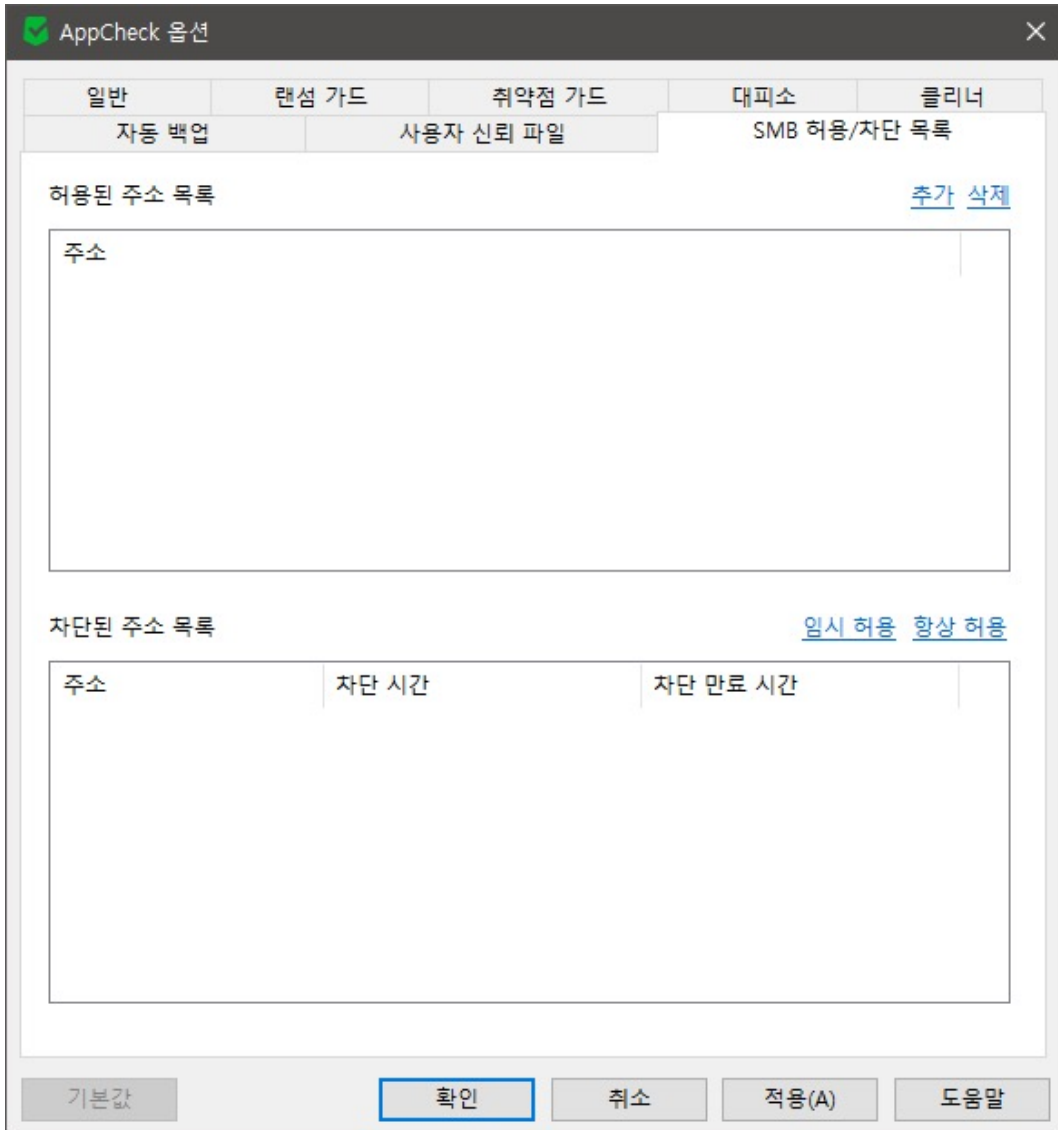 AppCheck 옵션
일반 랜섬 가드 취약점 가드 대피소 클리너
자동 백업 사용자 신뢰 파일 SMB 허용/차단 목록
허용된 주소 목록 추가 삭제
주소
차단된 주소 목록 임시 허용 항상 허용
주소 차단 시간 차단 만료 시간
기본값 확인 취소 적용(A) 도움말